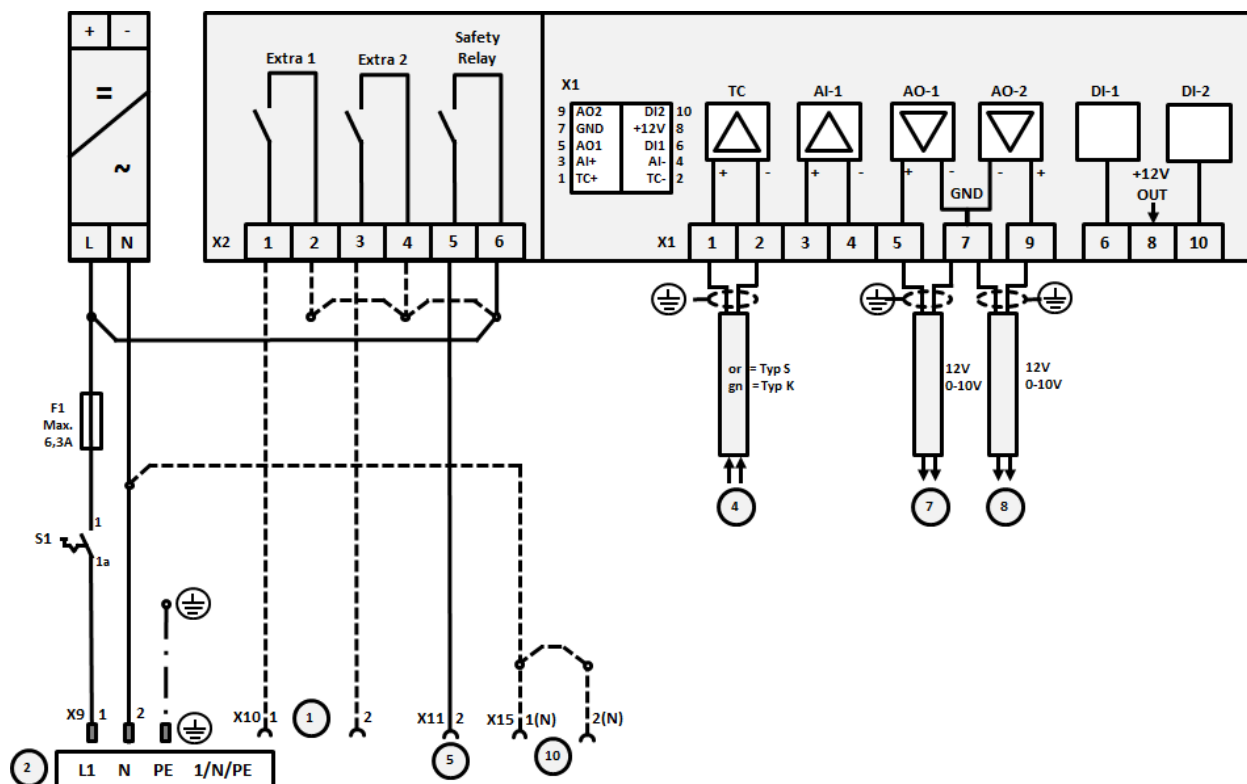 + -
=
~
L N
Extra 1 Extra 2 Safety
Relay
X2 1 2 3 4 5 6
X1
9 AO2 DI2 10
7 GND +12V 8
5 AO1 DI1 6
3 AI+ AI- 4
1 TC+ TC- 2
TC AI-1 AO-1 AO-2 DI-1 DI-2
+ - + - + - - +
GND
+12V
OUT
X1 1 2 3 4 5 7 9 6 8 10
or = Typ S
gn = Typ K
12V
0-10V
12V
0-10V
4 7 8
F1
Max.
6,3A
1
S1
1a
X9 1 2
X10 1 1 2
X11 2
5
X15 1(N) 2(N)
10
2 L1 N PE 1/N/PE